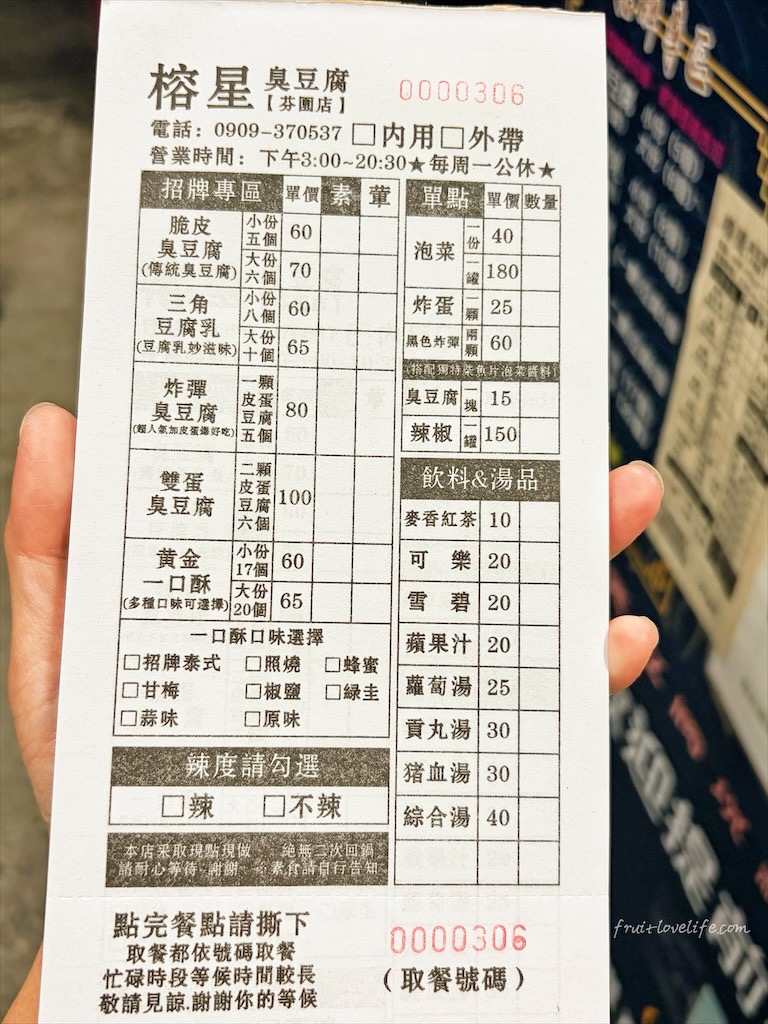 榕星 臭豆腐
【芬園店】
0000306
電話：0909-370537 □內用□外帶
營業時間：下午3:00~20:30★每周一公休★
招牌專區 單價 素 葷
脆皮
臭豆腐
(傳統臭豆腐)
小份
五個
60
大份
六個
70
三角
豆腐乳
(豆腐乳妙滋味)
小份
八個
60
大份
十個
65
炸彈
臭豆腐
(超人氣加皮蛋爆好吃)
一顆
皮蛋
豆腐
五個
80
雙蛋
臭豆腐
二顆
皮蛋
豆腐
六個
100
黃金
一口酥
(多種口味可選擇)
小份
17個
60
大份
20個
65
一口酥口味選擇
□招牌泰式 □照燒 □蜂蜜
□甘梅 □椒鹽 □綠圭
□蒜味 □原味
辣度請勾選
□辣 □不辣
本店采取現點現做 絕無二次回鍋
請耐心等待~謝謝~ 素食請自行告知
單點 單價 數量
泡菜
一份 40
一罐 180
炸蛋 一顆 25
黑色炸彈 兩顆 60
(搭配獨特柴魚片泡菜醬料)
臭豆腐 一塊 15
辣椒 一罐 150
飲料&湯品
麥香紅茶 10
可樂 20
雪碧 20
蘋果汁 20
蘿蔔湯 25
貢丸湯 30
猪血湯 30
綜合湯 40
點完餐點請撕下
取餐都依號碼取餐
忙碌時段等候時間較長
敬請見諒.謝謝你的等候
0000306
(取餐號碼)
fruitlovelife.com